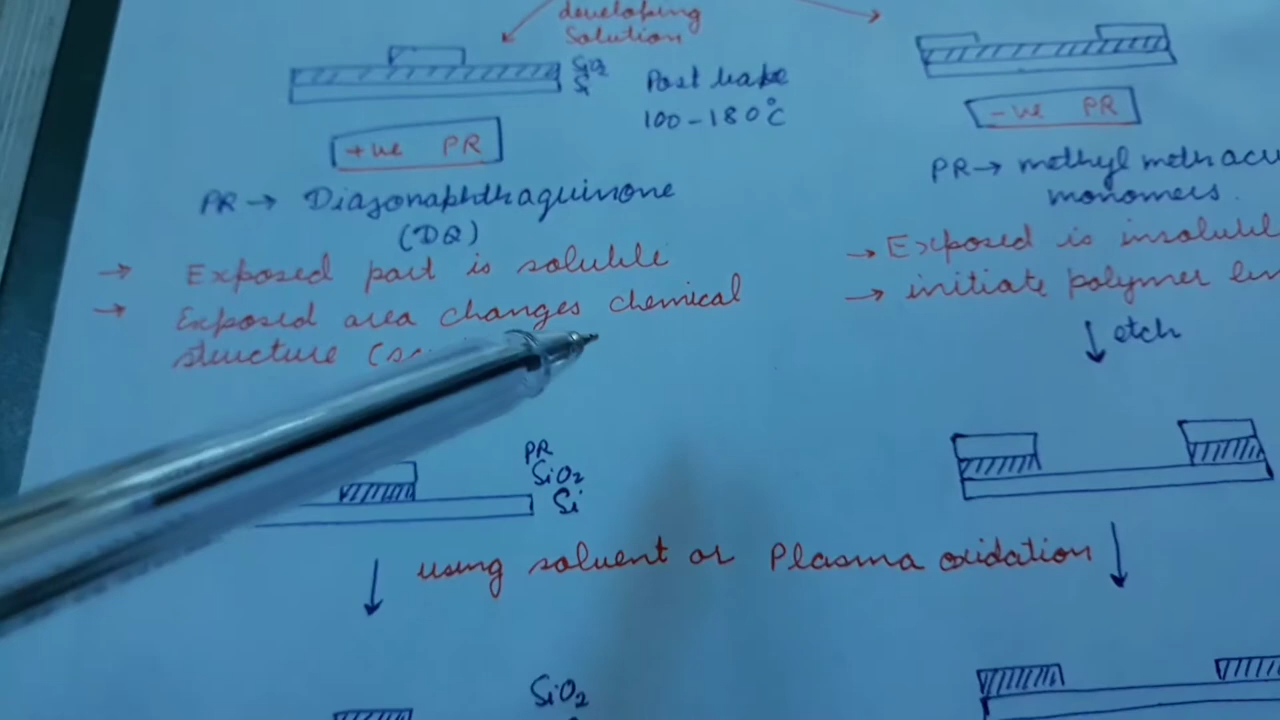 developing
Solution
SiO2
Si
Post bake
100-180°C
+ve PR
-ve PR
PR→ Diazonaphthaquinone
(DQ)
→ Exposed part is soluble
→ Exposed area changes chemical
structure
PR→ methyl
monomers.
→ Exposed is
→ initiate polymer
↓ etch
PR
SiO2
Si
↓ using solvent or Plasma oxidation ↓
SiO2